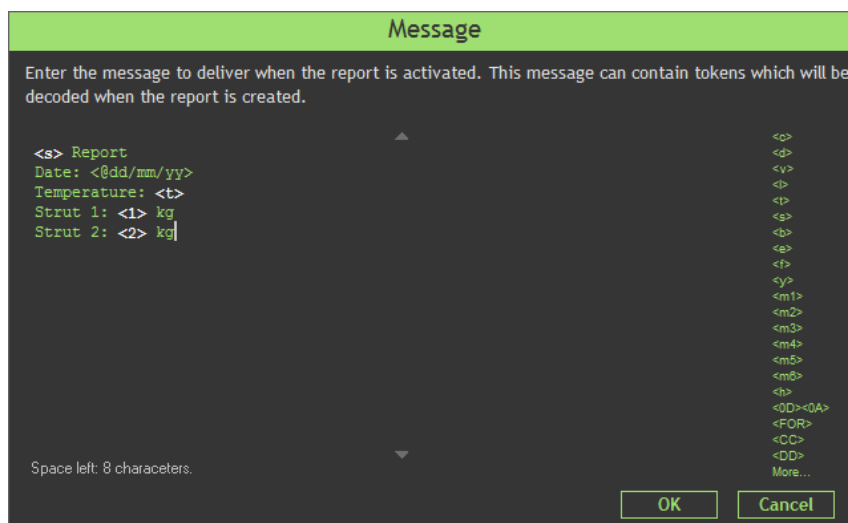 Message
Enter the message to deliver when the report is activated. This message can contain tokens which will be
decoded when the report is created.
<s> Report
Date: <@dd/mm/yy>
Temperature: <t>
Strut 1: <1> kg
Strut 2: <2> kg
<c>
<d>
<v>
<l>
<t>
<s>
<b>
<e>
<f>
<y>
<m1>
<m2>
<m3>
<m4>
<m5>
<m6>
<h>
<0D><0A>
<FOR>
<CC>
<DD>
More...
Space left: 8 characeters.
OK
Cancel